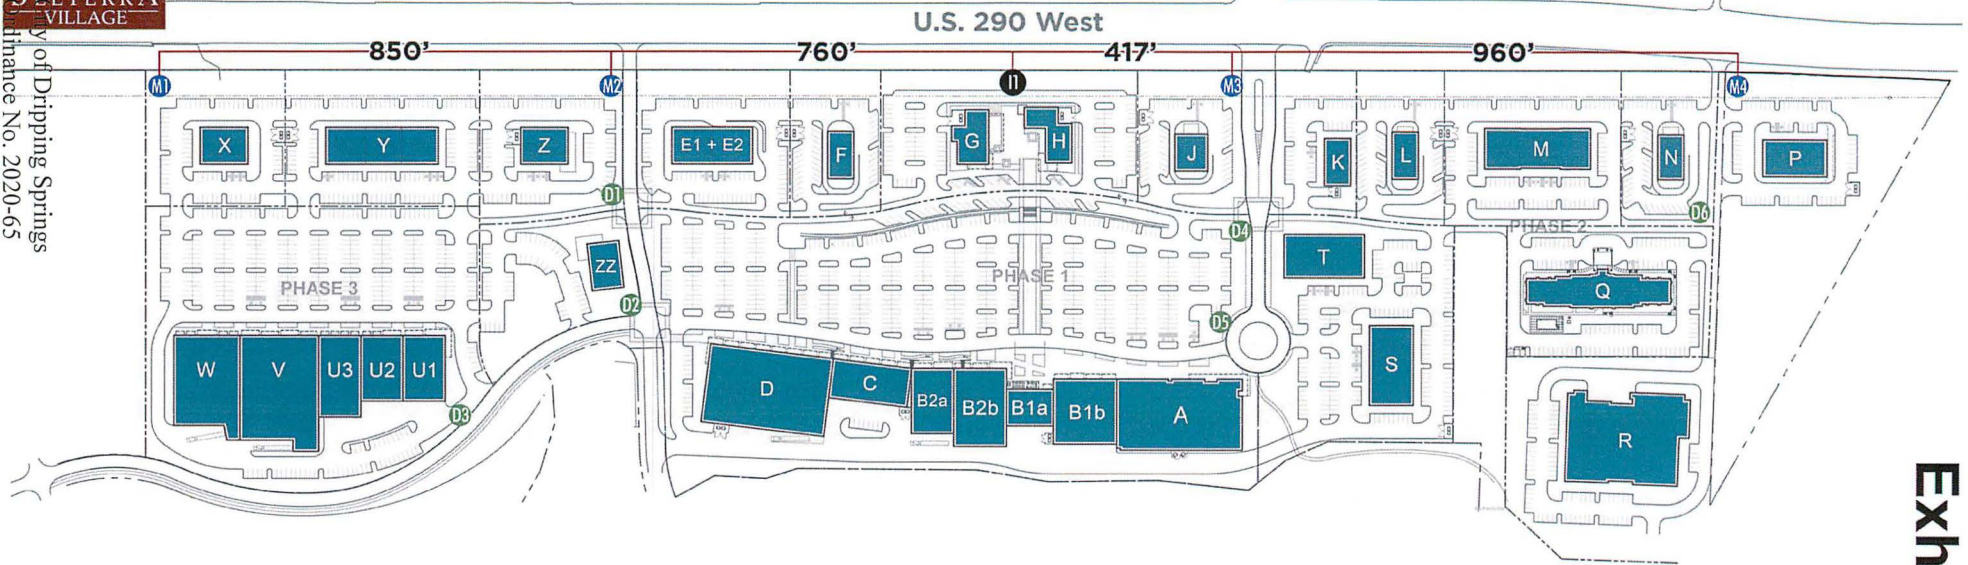 VILLAGE
U.S. 290 West
850' 760' 417' 960'
M1 M2 I1 M3 M4
X Y Z E1 + E2 F G H J K L M N P
D1 D4 D6
PHASE 2
ZZ T Q
PHASE 3 PHASE 1
D2 D5
W V U3 U2 U1 D C B2a B2b B1a B1b A S R
D3
of Dripping Springs
dinance No. 2020-65
Exh